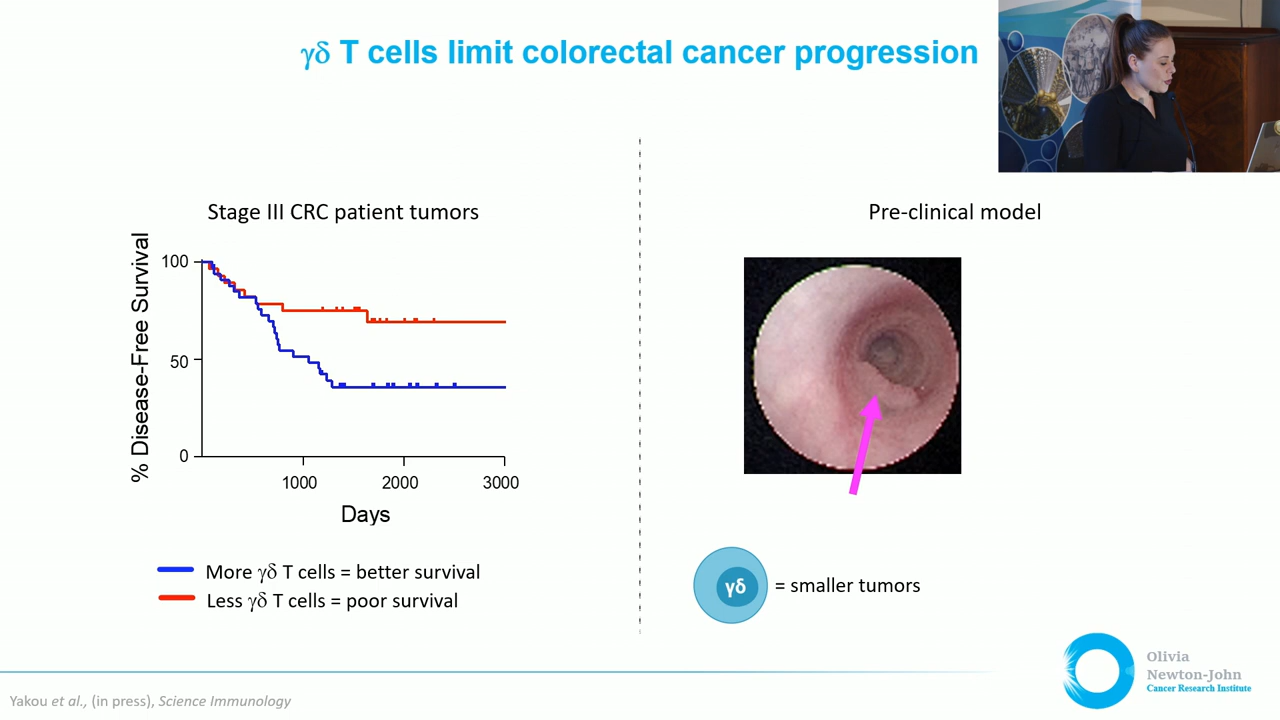 γδ T cells limit colorectal cancer progression
Stage III CRC patient tumors
% Disease-Free Survival
100
50
0
1000 2000 3000
Days
More γδ T cells = better survival
Less γδ T cells = poor survival
Pre-clinical model
γδ = smaller tumors
Yakou et al., (in press), Science Immunology
Olivia
Newton-John
Cancer Research Institute